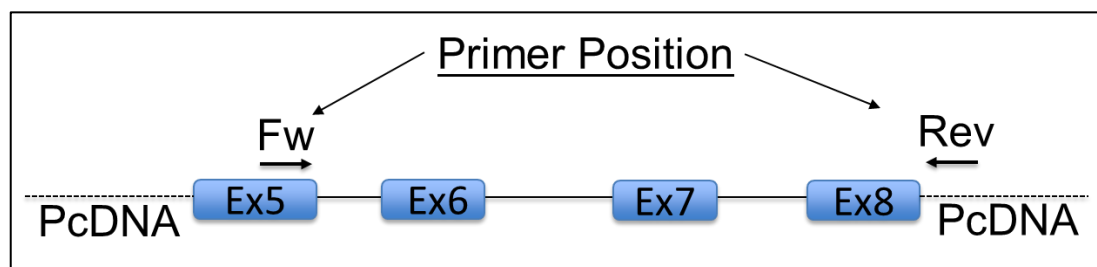 Primer Position
Fw
Rev
Ex5 Ex6 Ex7 Ex8
PcDNA PcDNA